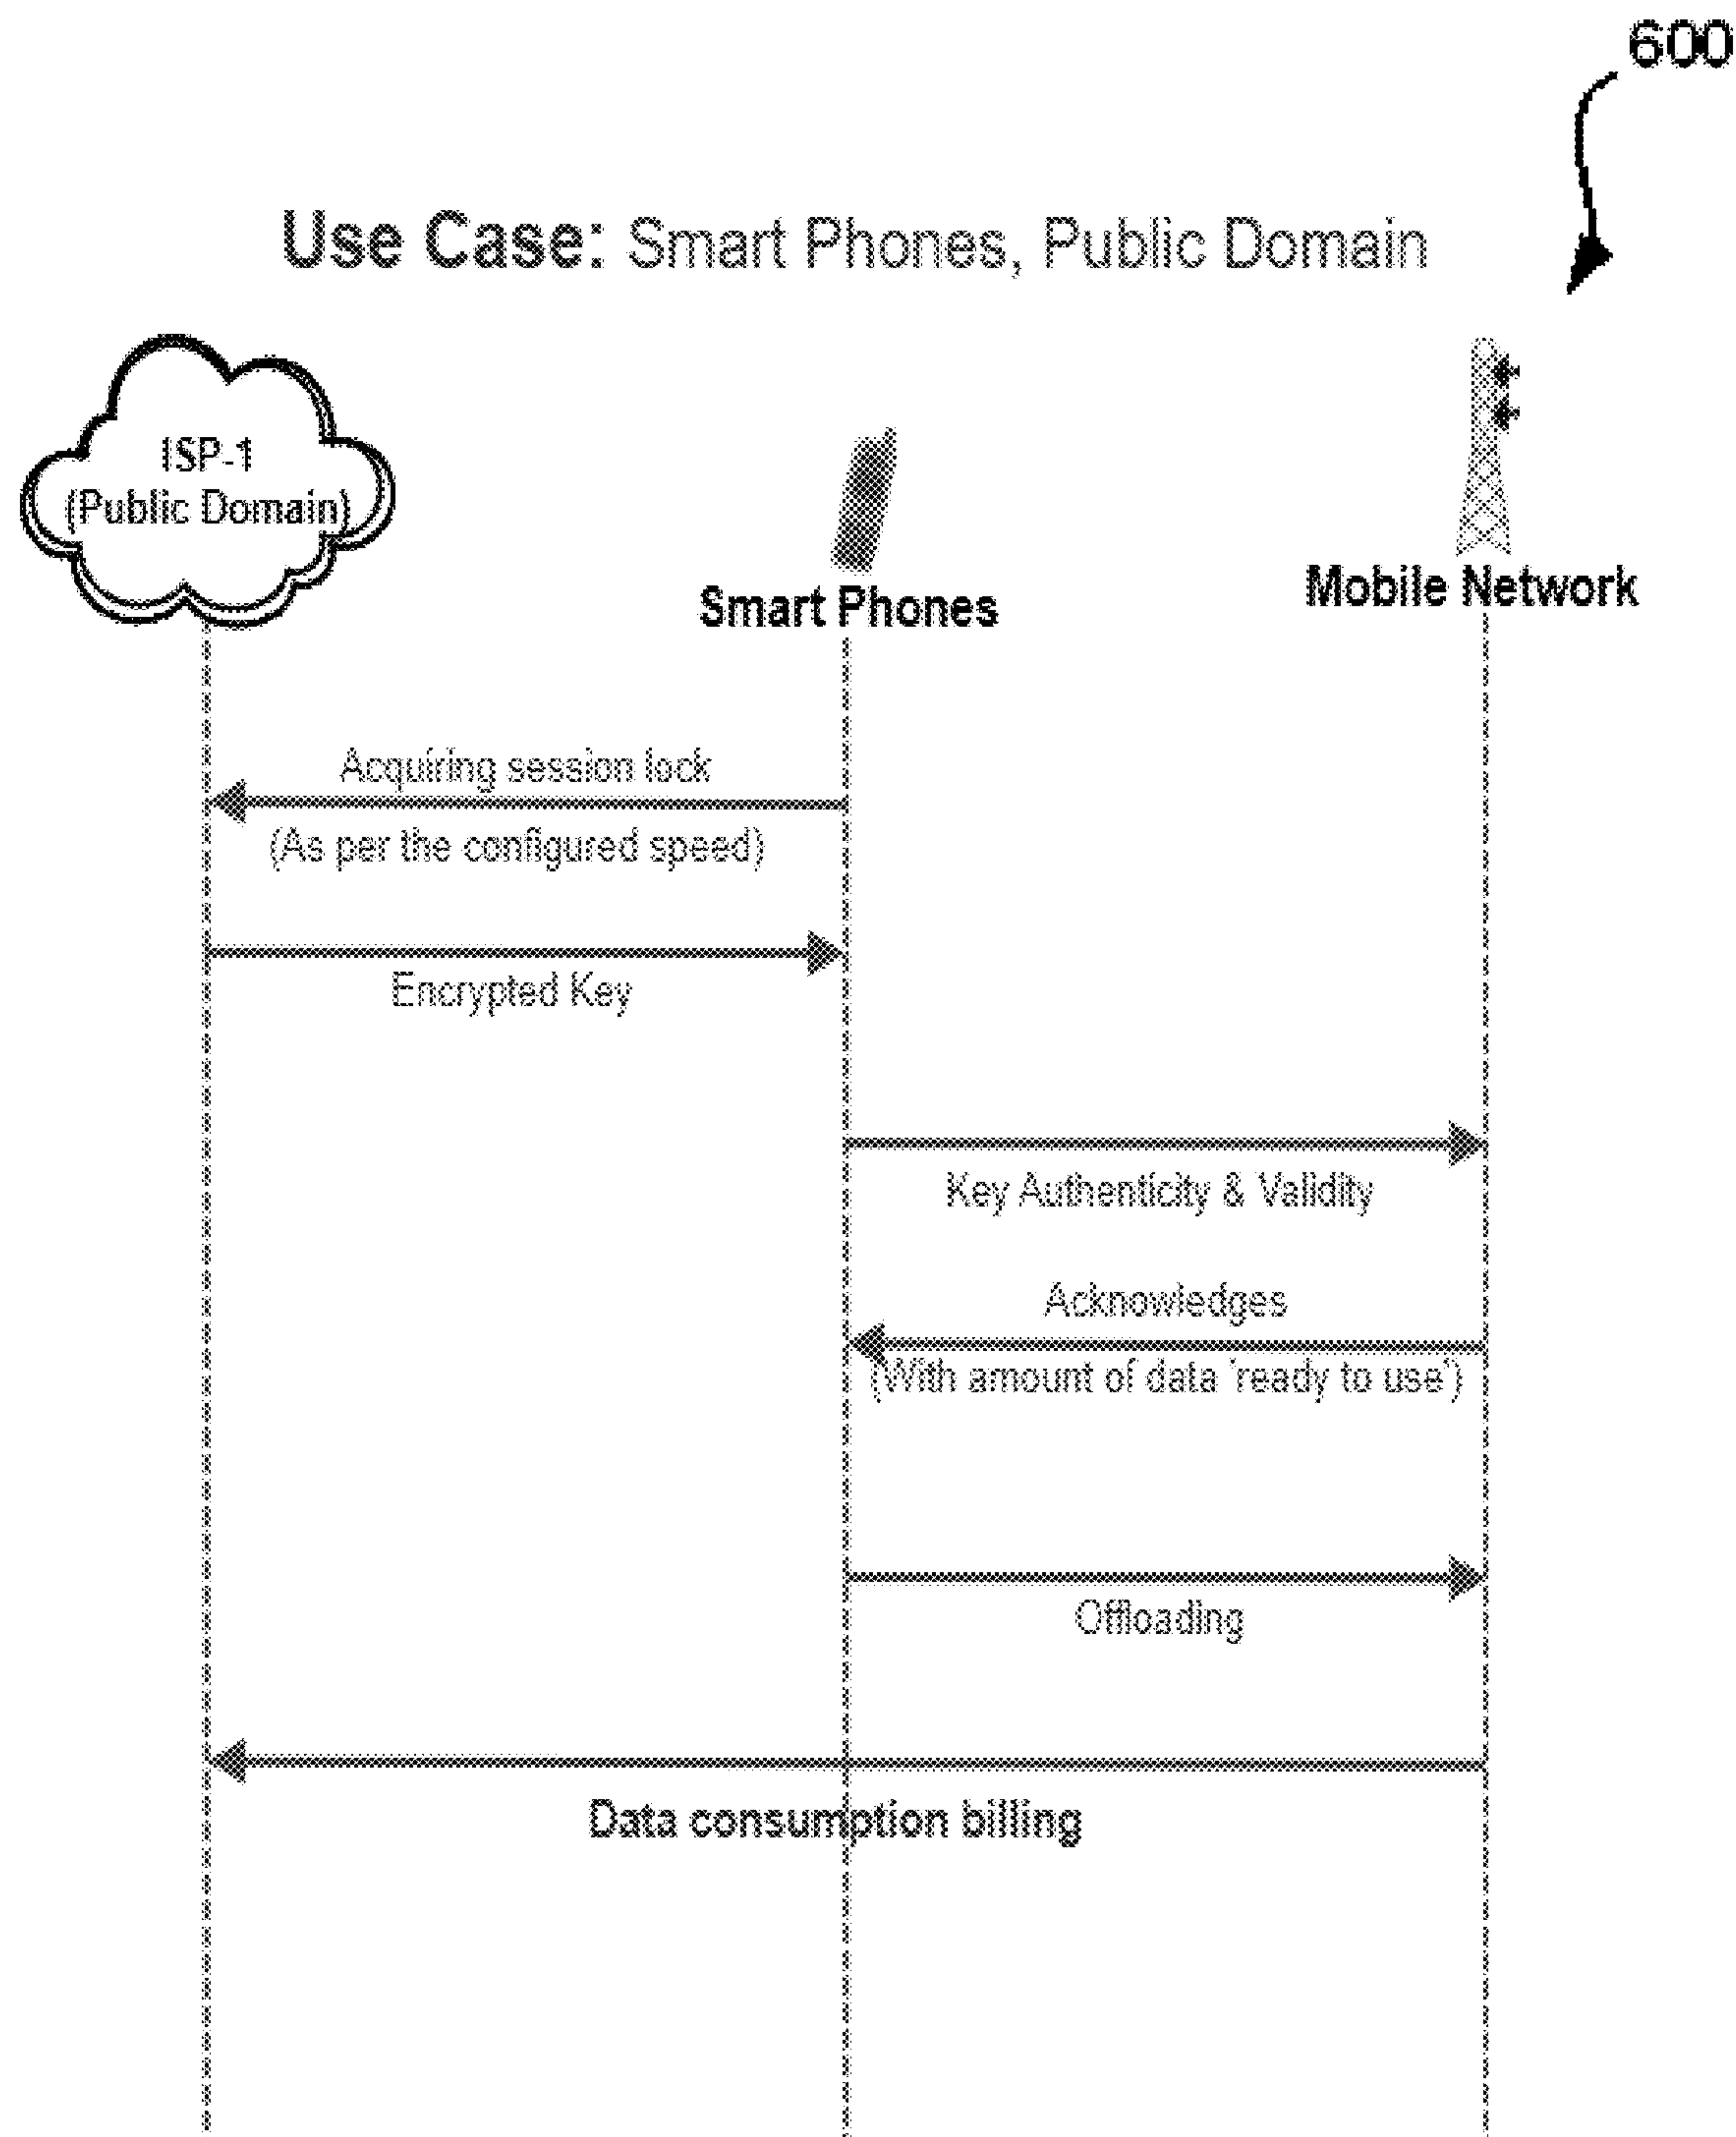 600
Use Case: Smart Phones, Public Domain
ISP-1
(Public Domain)
Smart Phones
Mobile Network
Acquiring session lock
(As per the configured speed)
Encrypted Key
Key Authenticity & Validity
Acknowledges
(With amount of data 'ready to use')
Offloading
Data consumption billing